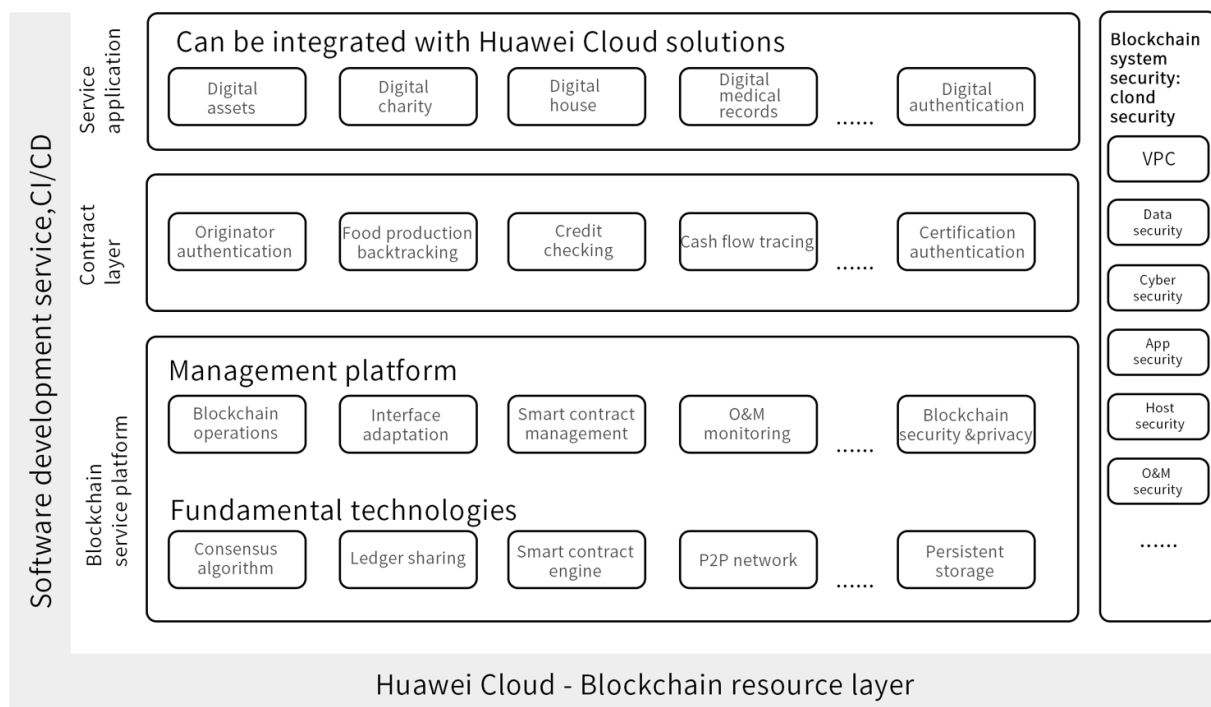 Software development service,CI/CD
Service
application
Can be integrated with Huawei Cloud solutions
Digital
assets
Digital
charity
Digital
house
Digital
medical
records
......
Digital
authentication
Contract
layer
Originator
authentication
Food production
backtracking
Credit
checking
Cash flow tracing
......
Certification
authentication
Blockchain
service platform
Management platform
Blockchain
operations
Interface
adaptation
Smart contract
management
O&M
monitoring
......
Blockchain
security &privacy
Fundamental technologies
Consensus
algorithm
Ledger sharing
Smart contract
engine
P2P network
......
Persistent
storage
Blockchain
system
security:
clond
security
VPC
Data
security
Cyber
security
App
security
Host
security
O&M
security
......
Huawei Cloud - Blockchain resource layer